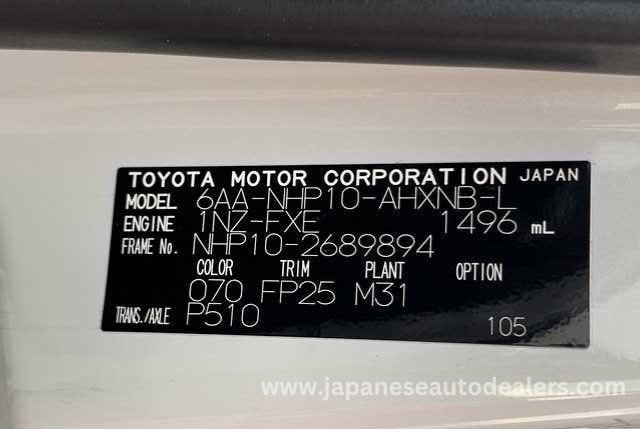 TOYOTA MOTOR CORPORATION JAPAN
MODEL 6AA-NHP10-AHXNB-L
ENGINE 1NZ-FXE 1496 mL
FRAME No. NHP10-2689894
COLOR TRIM PLANT OPTION
070 FP25 M31
TRANS./AXLE P510 105
www.japaneseautodealers.com